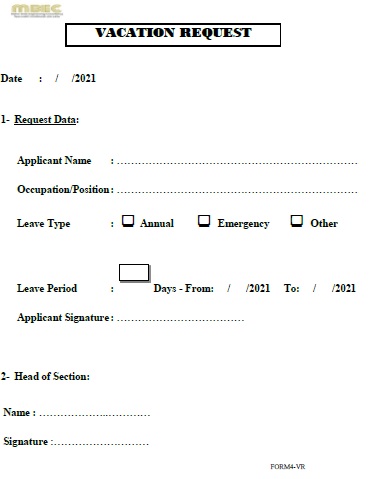 MBEC
VACATION REQUEST
Date : / /2021
1- Request Data:
Applicant Name : ……………………………………………………………
Occupation/Position : ……………………………………………………………
Leave Type : ❑ Annual ❑ Emergency ❑ Other
Leave Period : Days - From: / /2021 To: / /2021
Applicant Signature : ………………………………
2- Head of Section:
Name : ………………..…………
Signature :………………………
FORM4-VR